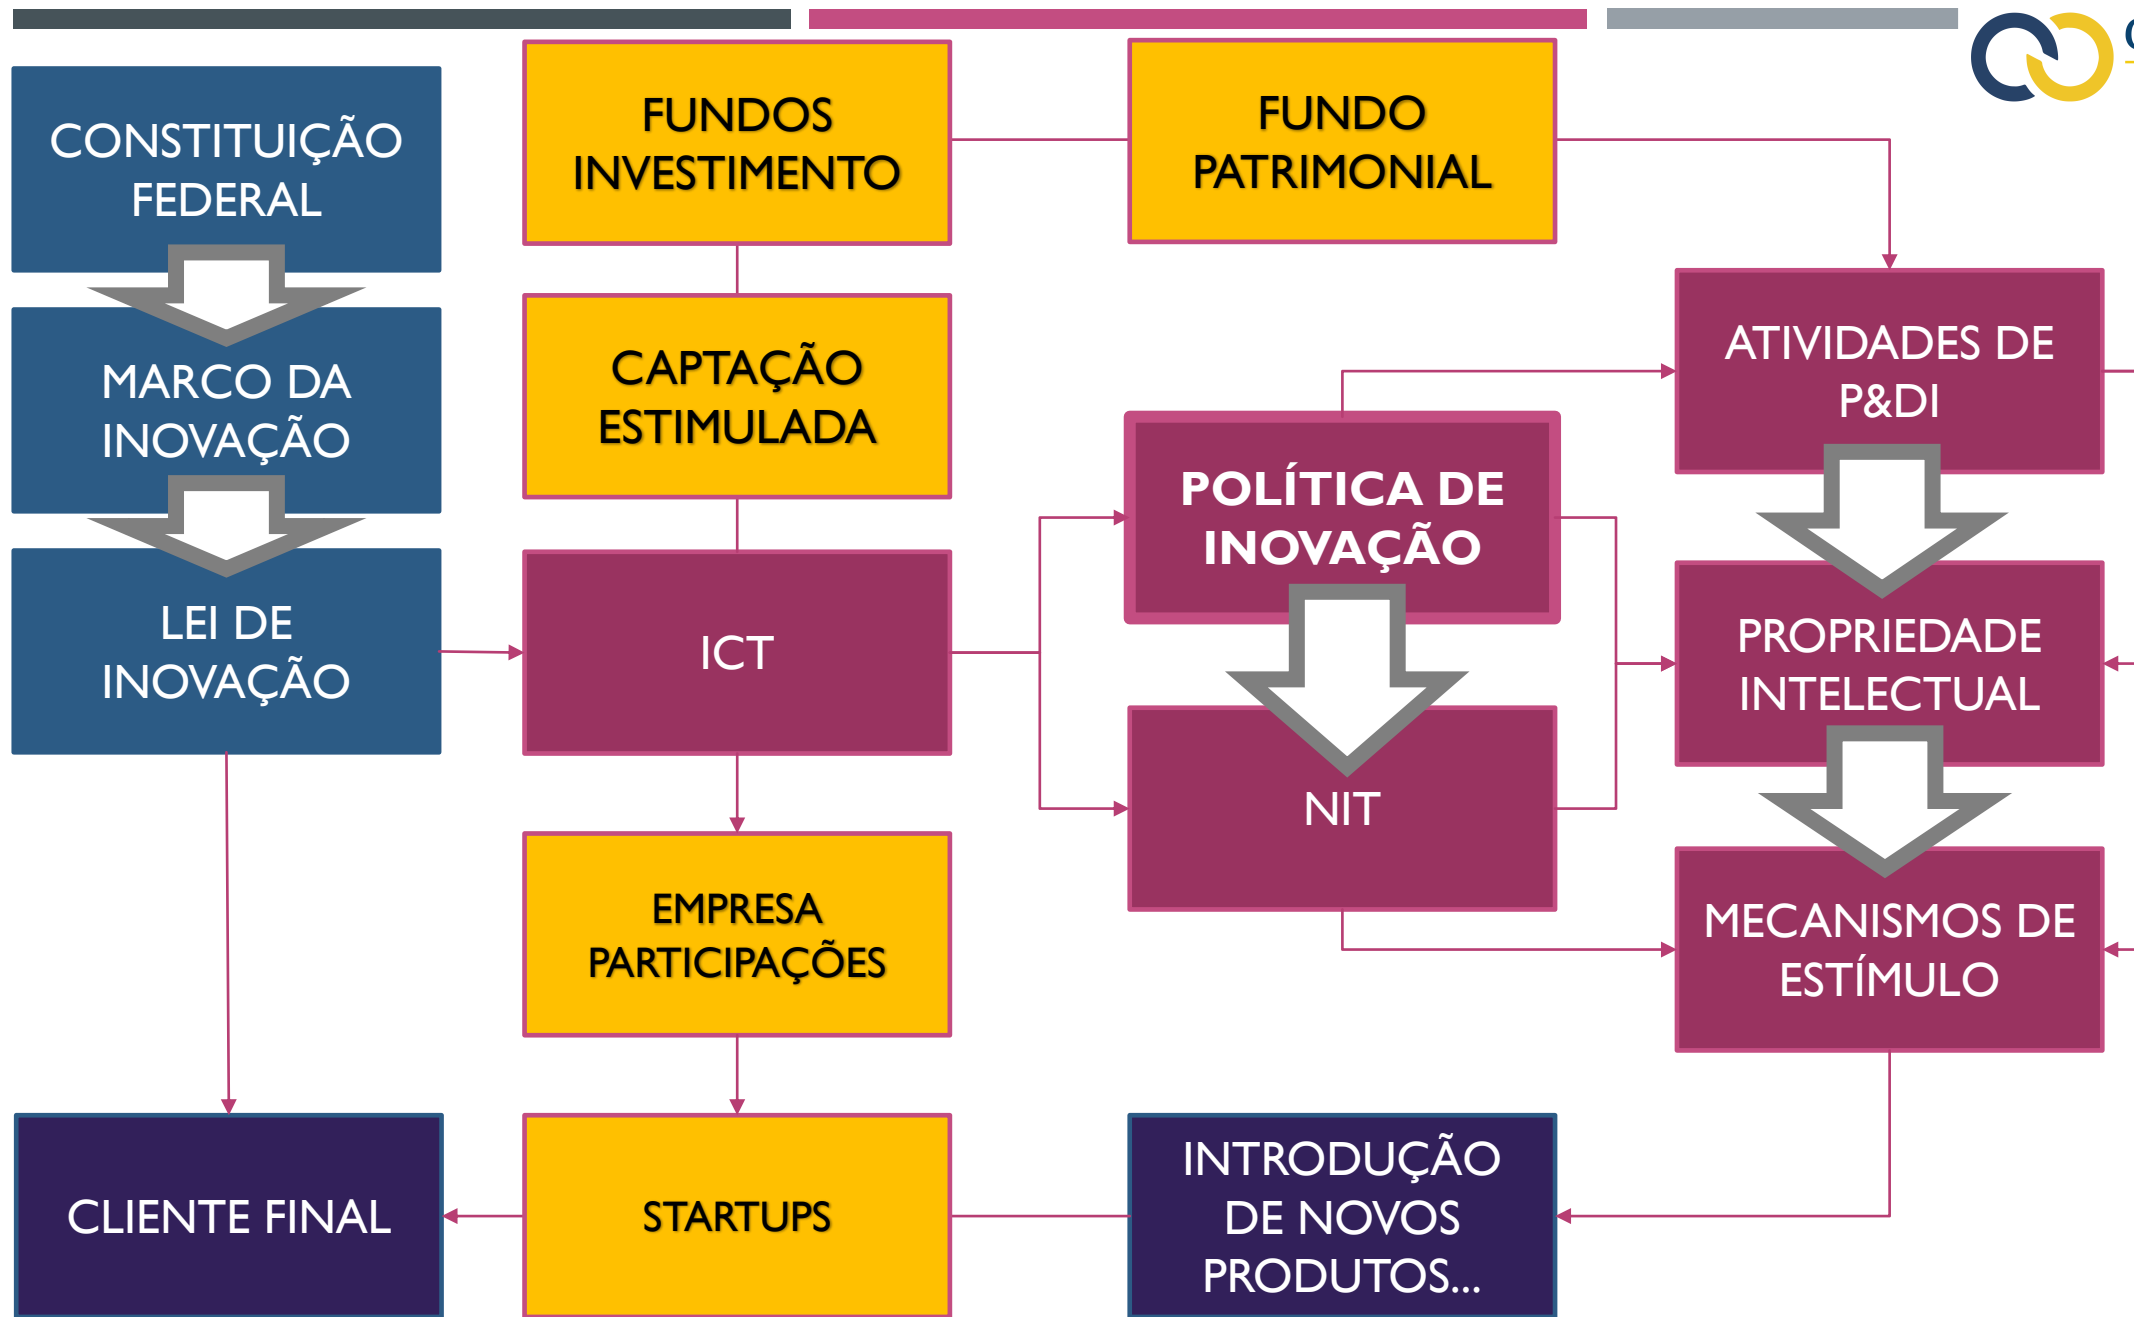 CONSTITUIÇÃO
FEDERAL
FUNDOS
INVESTIMENTO
FUNDO
PATRIMONIAL
MARCO DA
INOVAÇÃO
CAPTAÇÃO
ESTIMULADA
ATIVIDADES DE
P&DI
POLÍTICA DE
INOVAÇÃO
LEI DE
INOVAÇÃO
ICT
PROPRIEDADE
INTELECTUAL
NIT
EMPRESA
PARTICIPAÇÕES
MECANISMOS DE
ESTÍMULO
CLIENTE FINAL
STARTUPS
INTRODUÇÃO
DE NOVOS
PRODUTOS...